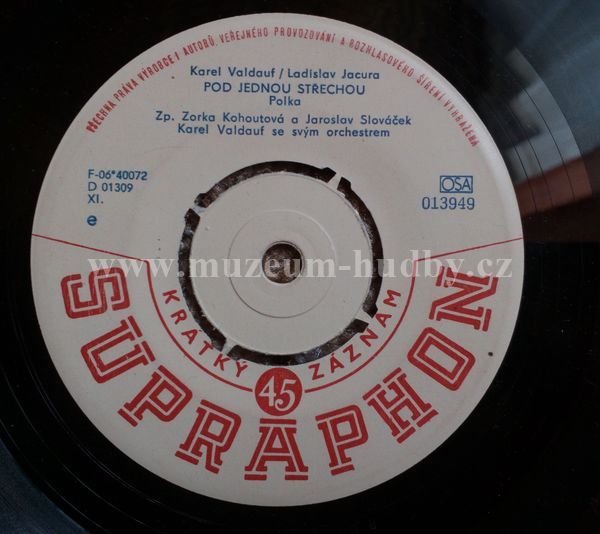 VŠECHNA PRÁVA VÝROBCE I AUTORŮ, VEŘEJNÉHO PROVOZOVÁNÍ A ROZHLASOVÉHO ŠÍŘENÍ VYHRAZENA
Karel Valdauf / Ladislav Jacura
POD JEDNOU STŘECHOU
Polka
Zp. Zorka Kohoutová a Jaroslav Slováček
Karel Valdauf se svým orchestrem
F-06*40072
D 01309
XI.
e
OSA
013949
www.muzeum-hudby.cz
KRÁTKÝ 45 ZÁZNAM
SUPRAPHON